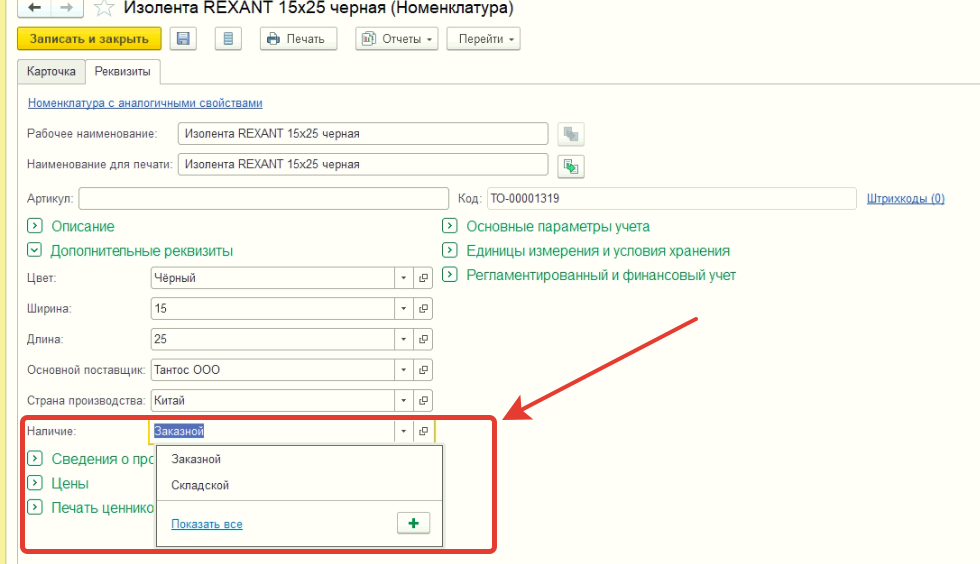 Изолента REXANT 15х25 черная (Номенклатура)
Записать и закрыть Печать Отчеты Перейти
Карточка Реквизиты
Номенклатура с аналогичными свойствами
Рабочее наименование: Изолента REXANT 15х25 черная
Наименование для печати: Изолента REXANT 15х25 черная
Артикул: Код: ТО-00001319 Штрихкоды (0)
Описание Основные параметры учета
Дополнительные реквизиты Единицы измерения и условия хранения
Цвет: Чёрный Регламентированный и финансовый учет
Ширина: 15
Длина: 25
Основной поставщик: Тантос ООО
Страна производства: Китай
Наличие: Заказной
Сведения о про Заказной
Цены Складской
Печать ценнико
Показать все